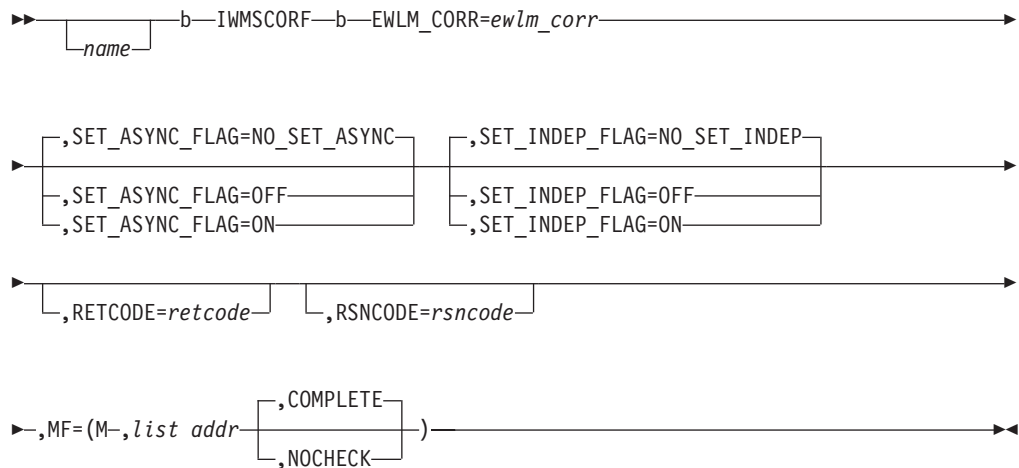 b IWMSCORF b EWLM_CORR=ewlm_corr
name
,SET_ASYNC_FLAG=NO_SET_ASYNC ,SET_INDEP_FLAG=NO_SET_INDEP
,SET_ASYNC_FLAG=OFF ,SET_INDEP_FLAG=OFF
,SET_ASYNC_FLAG=ON ,SET_INDEP_FLAG=ON
,RETCODE=retcode ,RSNCODE=rsncode
,COMPLETE
,MF=(M ,list addr )
,NOCHECK